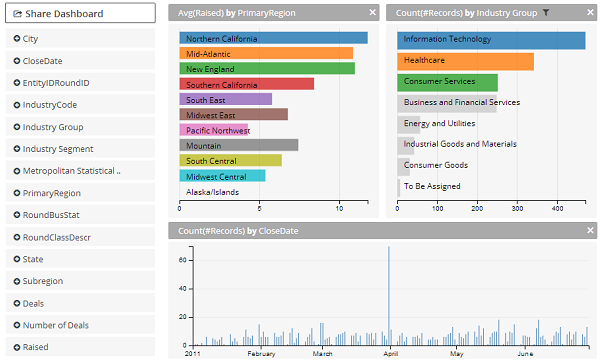 Share Dashboard
City
CloseDate
EntityIDRoundID
IndustryCode
Industry Group
Industry Segment
Metropolitan Statistical ..
PrimaryRegion
RoundBusStat
RoundClassDescr
State
Subregion
Deals
Number of Deals
Raised
Avg(Raised) by PrimaryRegion
Northern California
Mid-Atlantic
New England
Southern California
South East
Midwest East
Pacific Northwest
Mountain
South Central
Midwest Central
Alaska/Islands
0 5 10
Count(#Records) by Industry Group
Information Technology
Healthcare
Consumer Services
Business and Financial Services
Energy and Utilities
Industrial Goods and Materials
Consumer Goods
To Be Assigned
0 100 200 300 400
Count(#Records) by CloseDate
60
40
20
0
2011 February March April May June